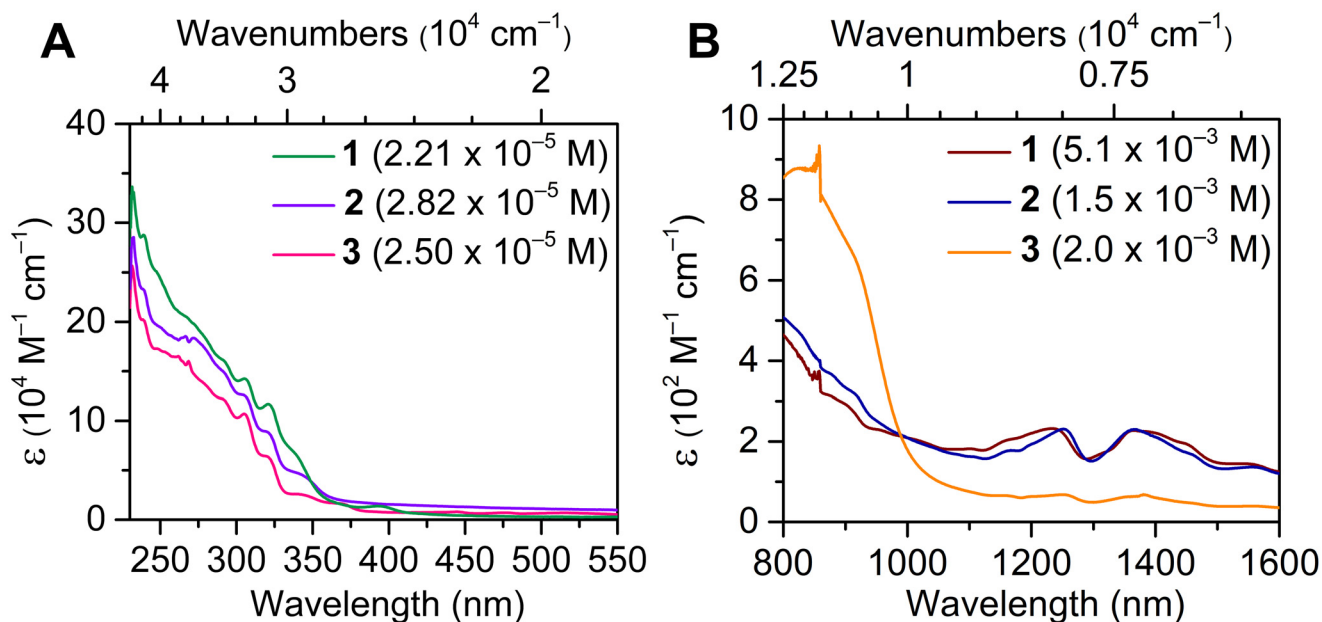 A
Wavenumbers (10⁴ cm⁻¹)
4 3 2
40
30
20
10
0
ε (10⁴ M⁻¹ cm⁻¹)
1 (2.21 x 10⁻⁵ M)
2 (2.82 x 10⁻⁵ M)
3 (2.50 x 10⁻⁵ M)
250 300 350 400 450 500 550
Wavelength (nm)
B
Wavenumbers (10⁴ cm⁻¹)
1.25 1 0.75
10
8
6
4
2
0
ε (10² M⁻¹ cm⁻¹)
1 (5.1 x 10⁻³ M)
2 (1.5 x 10⁻³ M)
3 (2.0 x 10⁻³ M)
800 1000 1200 1400 1600
Wavelength (nm)